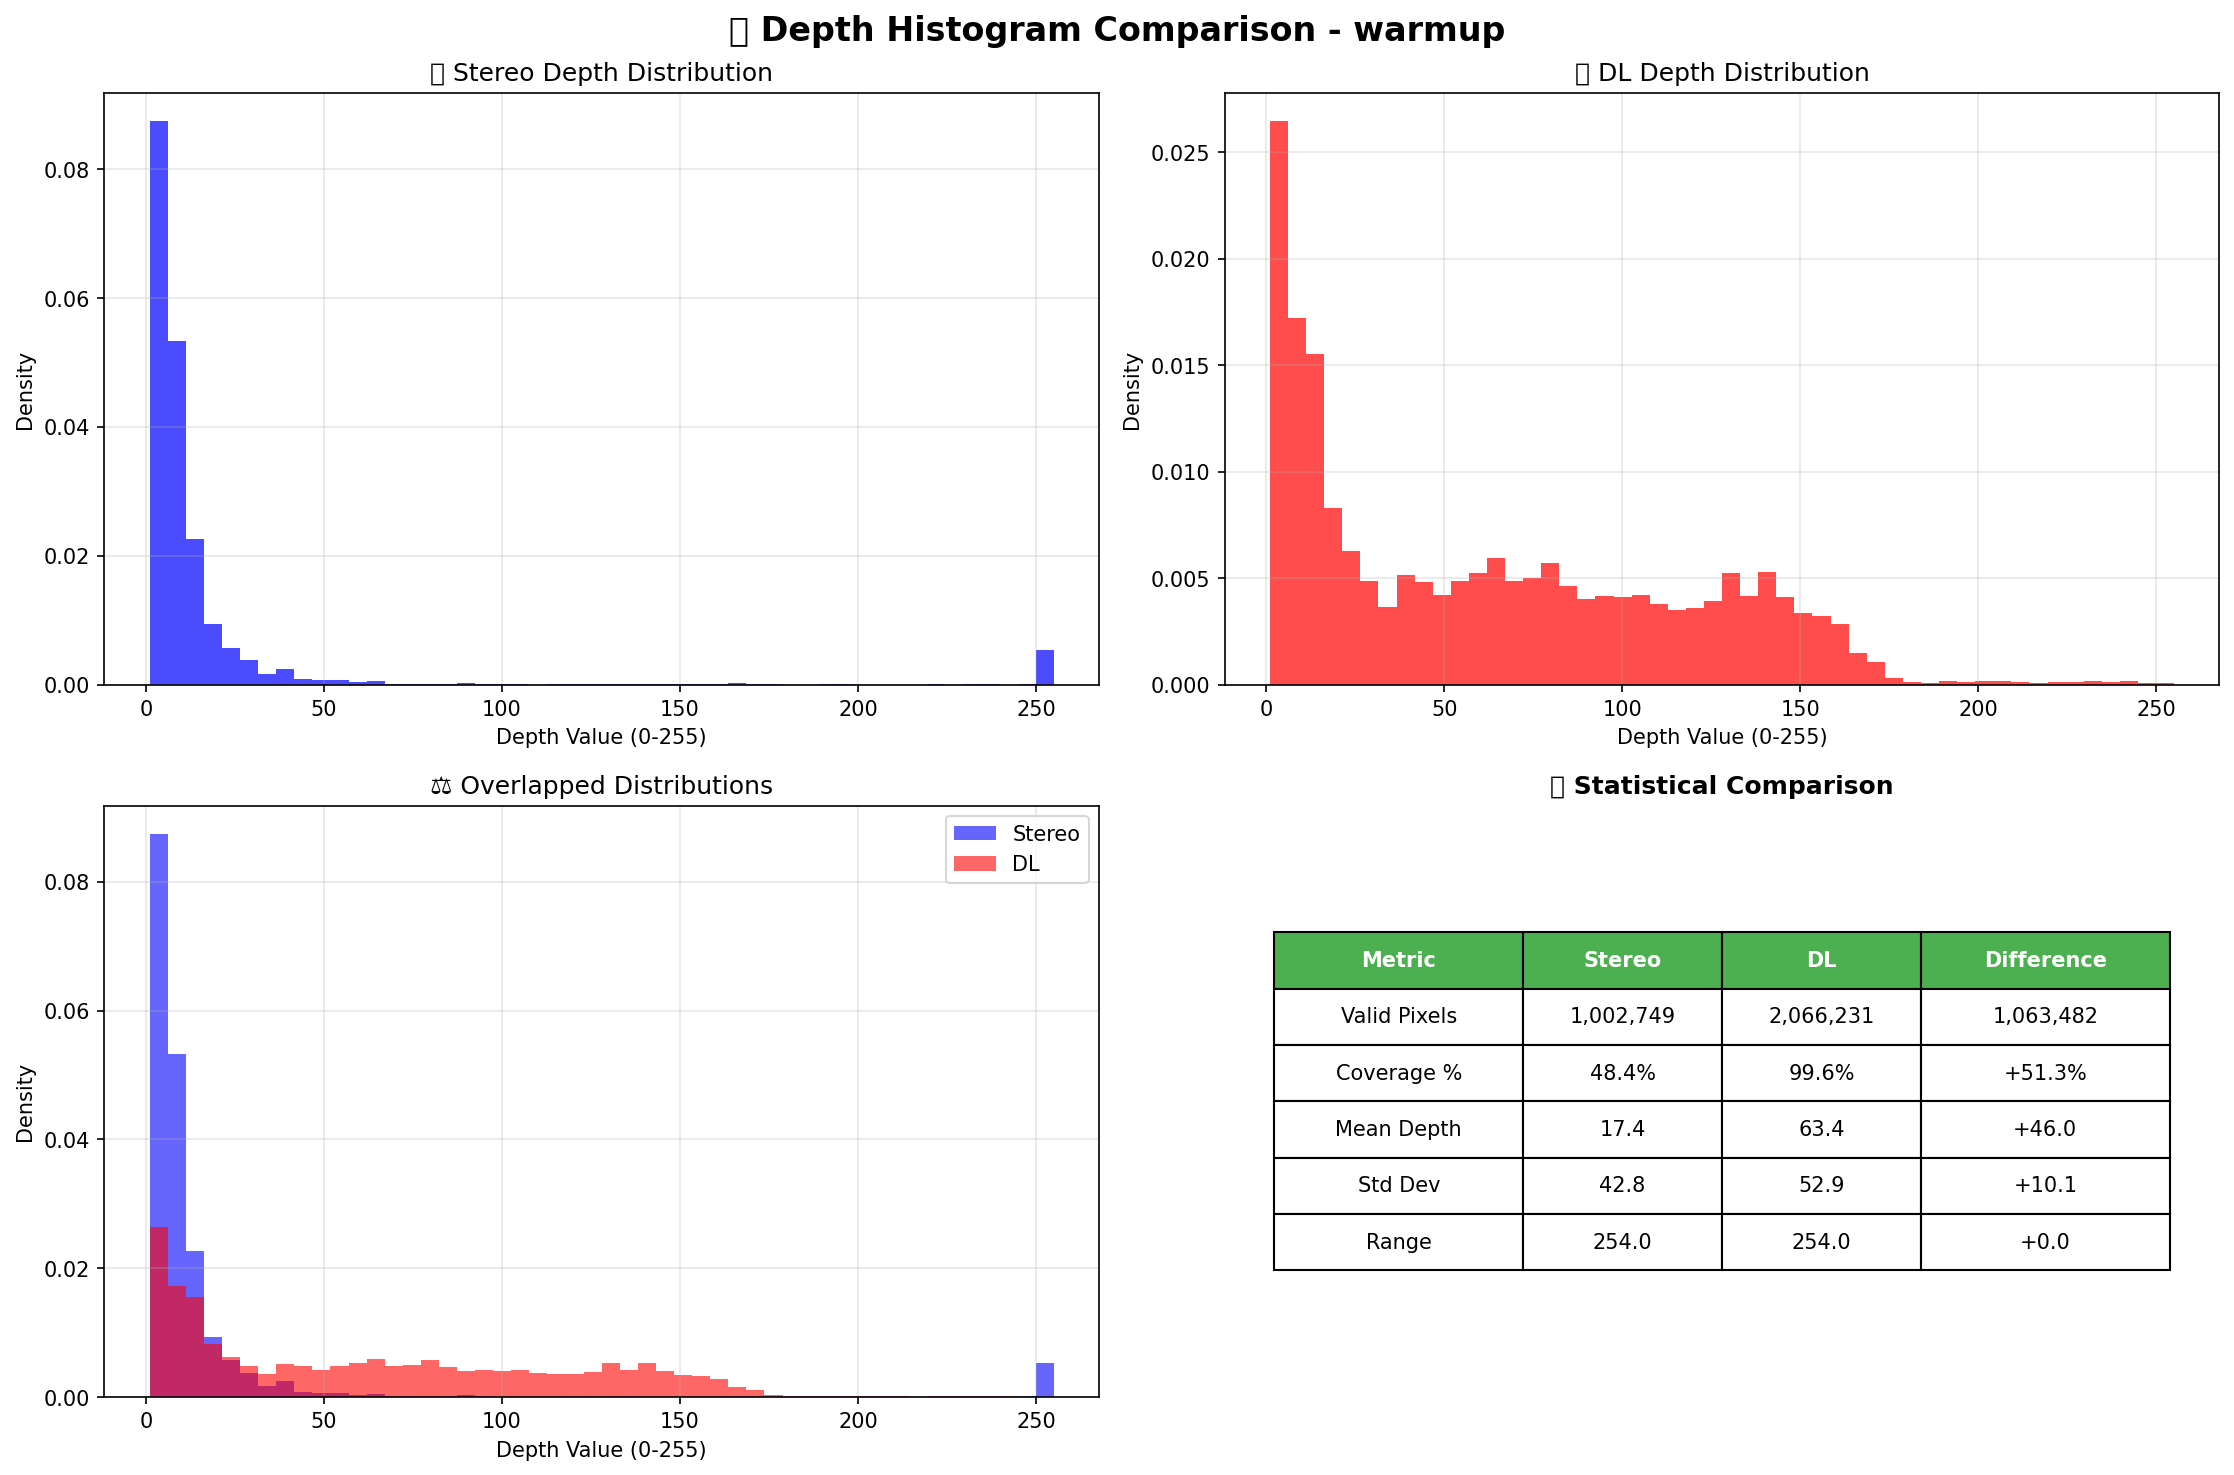 Depth Histogram Comparison - warmup
Stereo Depth Distribution
Density
0.08
0.06
0.04
0.02
0.00
0 50 100 150 200 250
Depth Value (0-255)
DL Depth Distribution
Density
0.025
0.020
0.015
0.010
0.005
0.000
0 50 100 150 200 250
Depth Value (0-255)
⚖ Overlapped Distributions
Stereo
DL
Density
0.08
0.06
0.04
0.02
0.00
0 50 100 150 200 250
Depth Value (0-255)
Statistical Comparison
Metric Stereo DL Difference
Valid Pixels 1,002,749 2,066,231 1,063,482
Coverage % 48.4% 99.6% +51.3%
Mean Depth 17.4 63.4 +46.0
Std Dev 42.8 52.9 +10.1
Range 254.0 254.0 +0.0